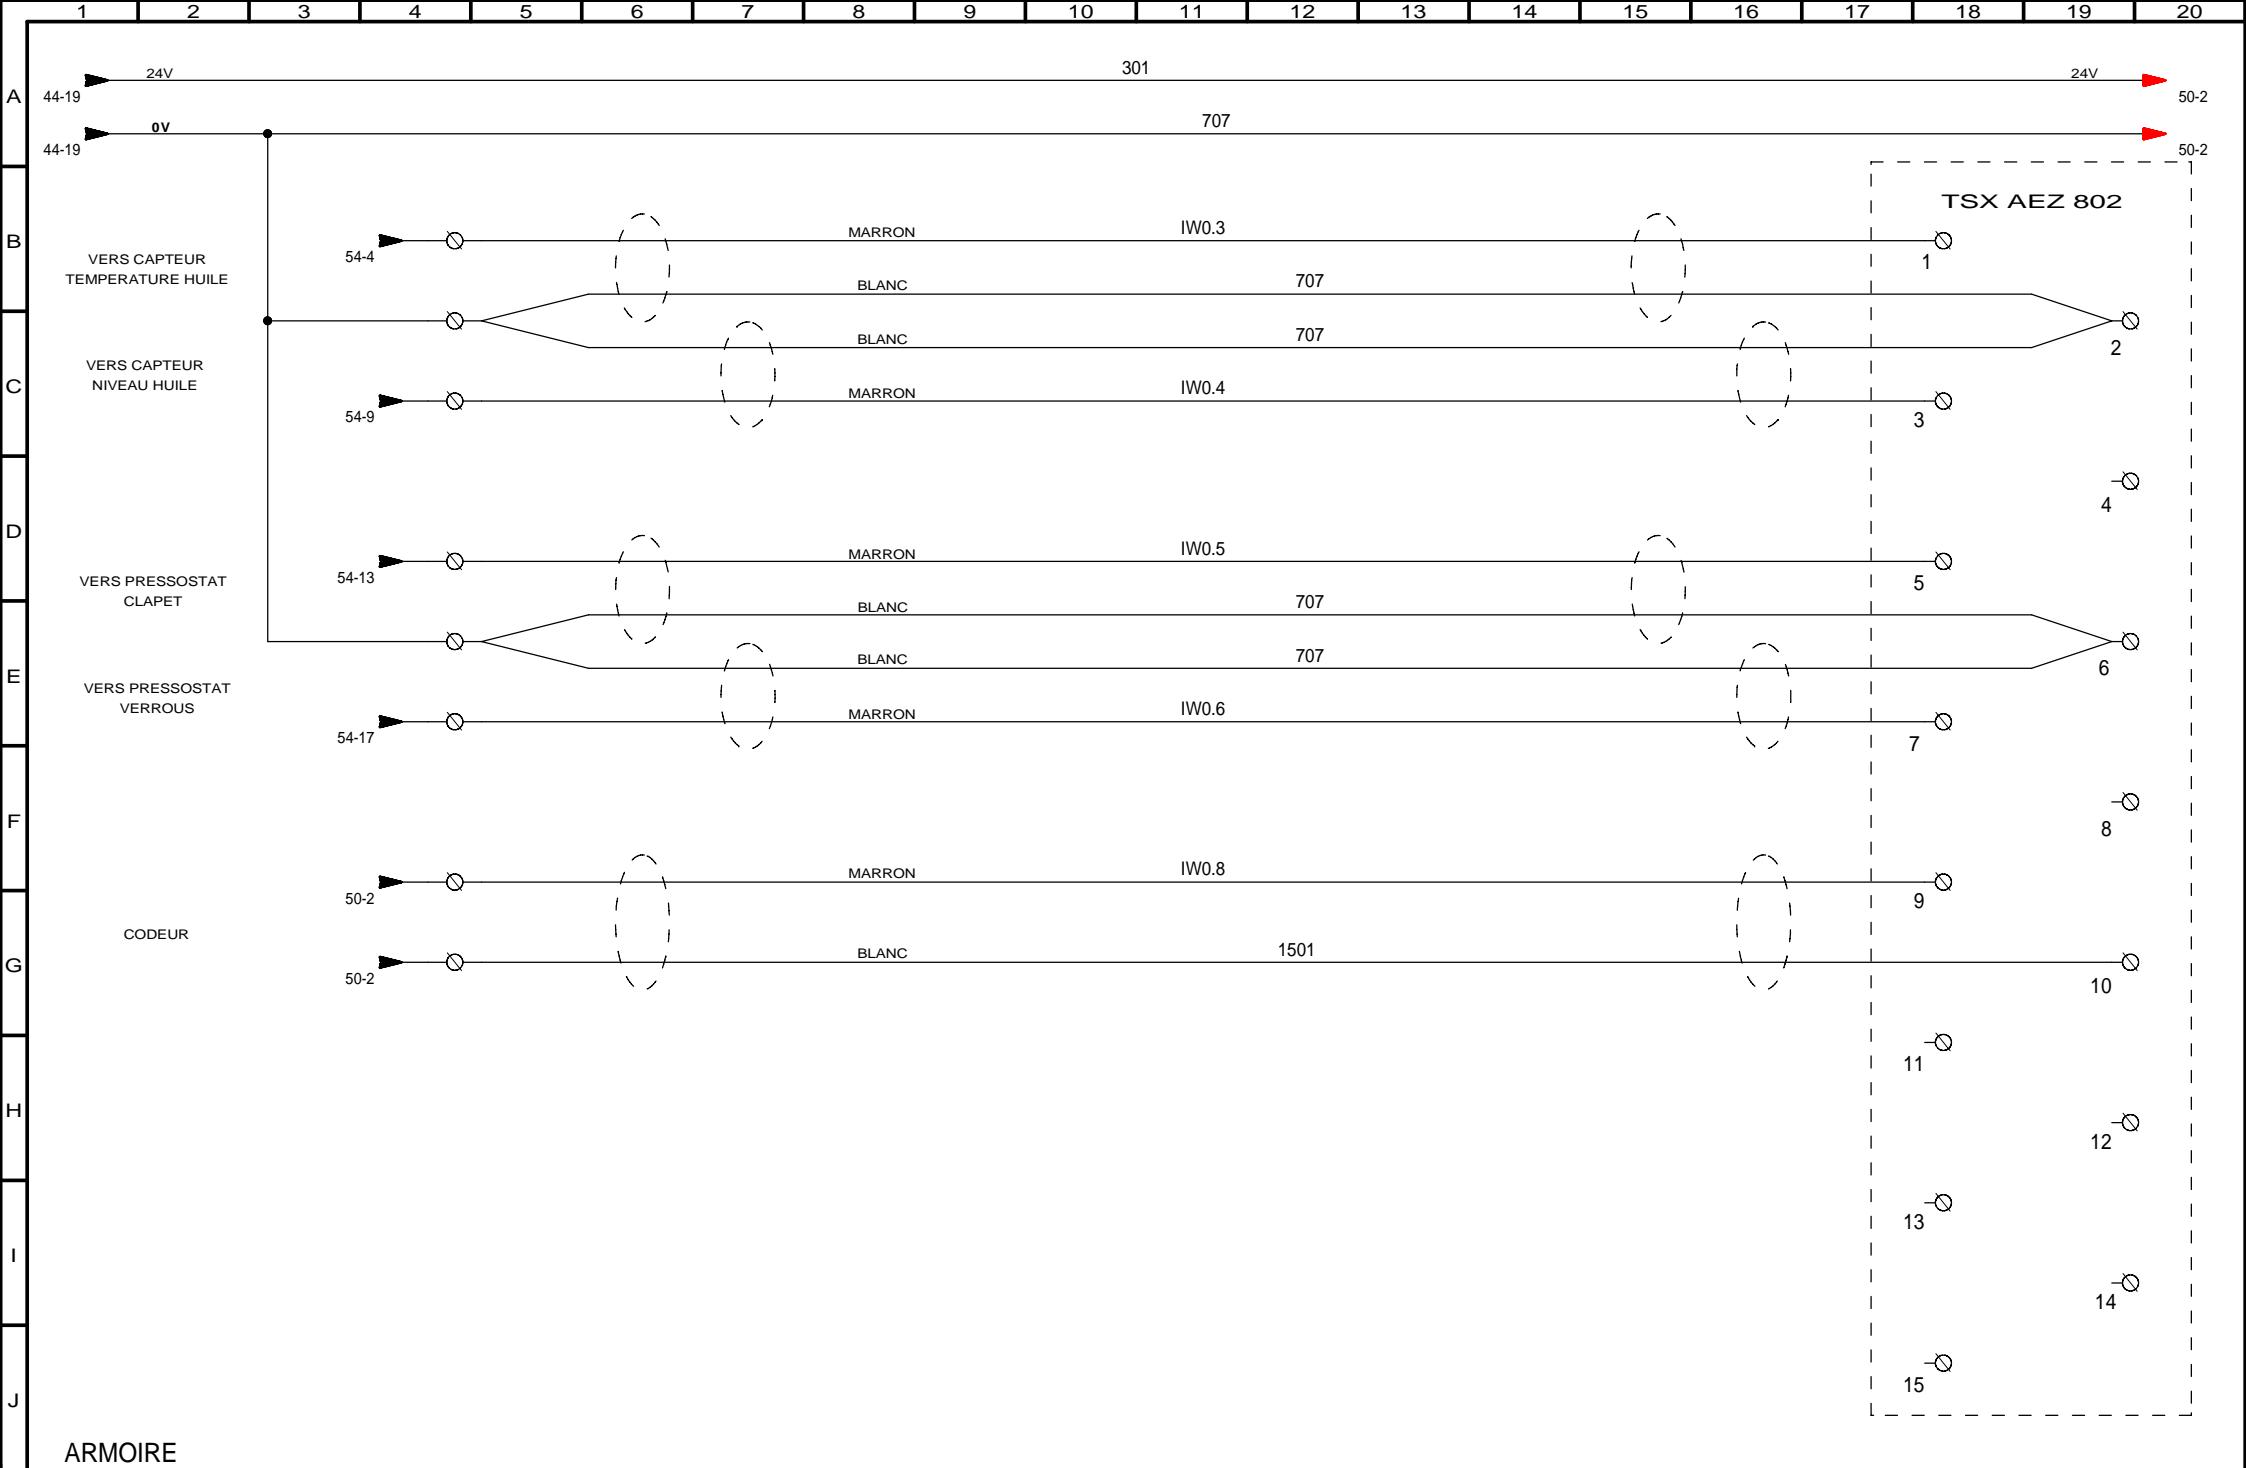 1 2 3 4 5 6 7 8 9 10 11 12 13 14 15 16 17 18 19 20
A
24V 301 24V
44-19 50-2
0V 707
44-19 50-2
TSX AEZ 802
B
MARRON IW0.3
54-4 1
VERS CAPTEUR
TEMPERATURE HUILE
BLANC 707
BLANC 707
2
VERS CAPTEUR
NIVEAU HUILE
C
MARRON IW0.4
54-9 3
4
D
MARRON IW0.5
54-13 5
VERS PRESSOSTAT
CLAPET
BLANC 707
BLANC 707
6
E
VERS PRESSOSTAT
VERROUS
MARRON IW0.6
54-17 7
F
8
MARRON IW0.8
50-2 9
CODEUR
BLANC 1501
G
50-2 10
11
H
12
13
I
14
15
J
ARMOIRE